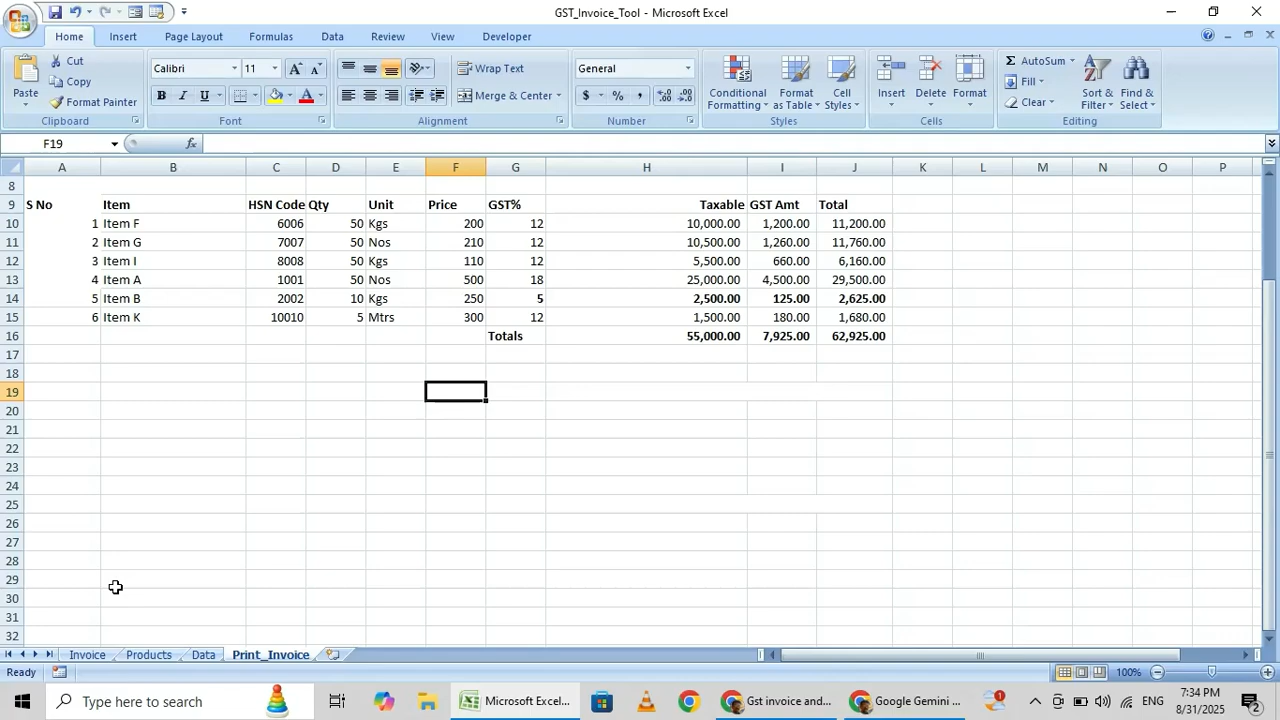 GST_Invoice_Tool - Microsoft Excel
Home Insert Page Layout Formulas Data Review View Developer
Paste Cut Copy Format Painter
Calibri 11
Wrap Text Merge & Center
General
Conditional Formatting Format as Table Cell Styles
Insert Delete Format
AutoSum Fill Clear Sort & Filter Find & Select
Clipboard Font Alignment Number Styles Cells Editing
F19
A B C D E F G H I J K L M N O P
8
9 S No Item HSN Code Qty Unit Price GST% Taxable GST Amt Total
10 1 Item F 6006 50 Kgs 200 12 10,000.00 1,200.00 11,200.00
11 2 Item G 7007 50 Nos 210 12 10,500.00 1,260.00 11,760.00
12 3 Item I 8008 50 Kgs 110 12 5,500.00 660.00 6,160.00
13 4 Item A 1001 50 Nos 500 18 25,000.00 4,500.00 29,500.00
14 5 Item B 2002 10 Kgs 250 5 2,500.00 125.00 2,625.00
15 6 Item K 10010 5 Mtrs 300 12 1,500.00 180.00 1,680.00
16 Totals 55,000.00 7,925.00 62,925.00
17
18
19
20
21
22
23
24
25
26
27
28
29
30
31
32
Invoice Products Data Print_Invoice
Ready 100%
Type here to search Microsoft Excel... Gst invoice and... Google Gemini ... 1 7:34 PM
8/31/2025 2